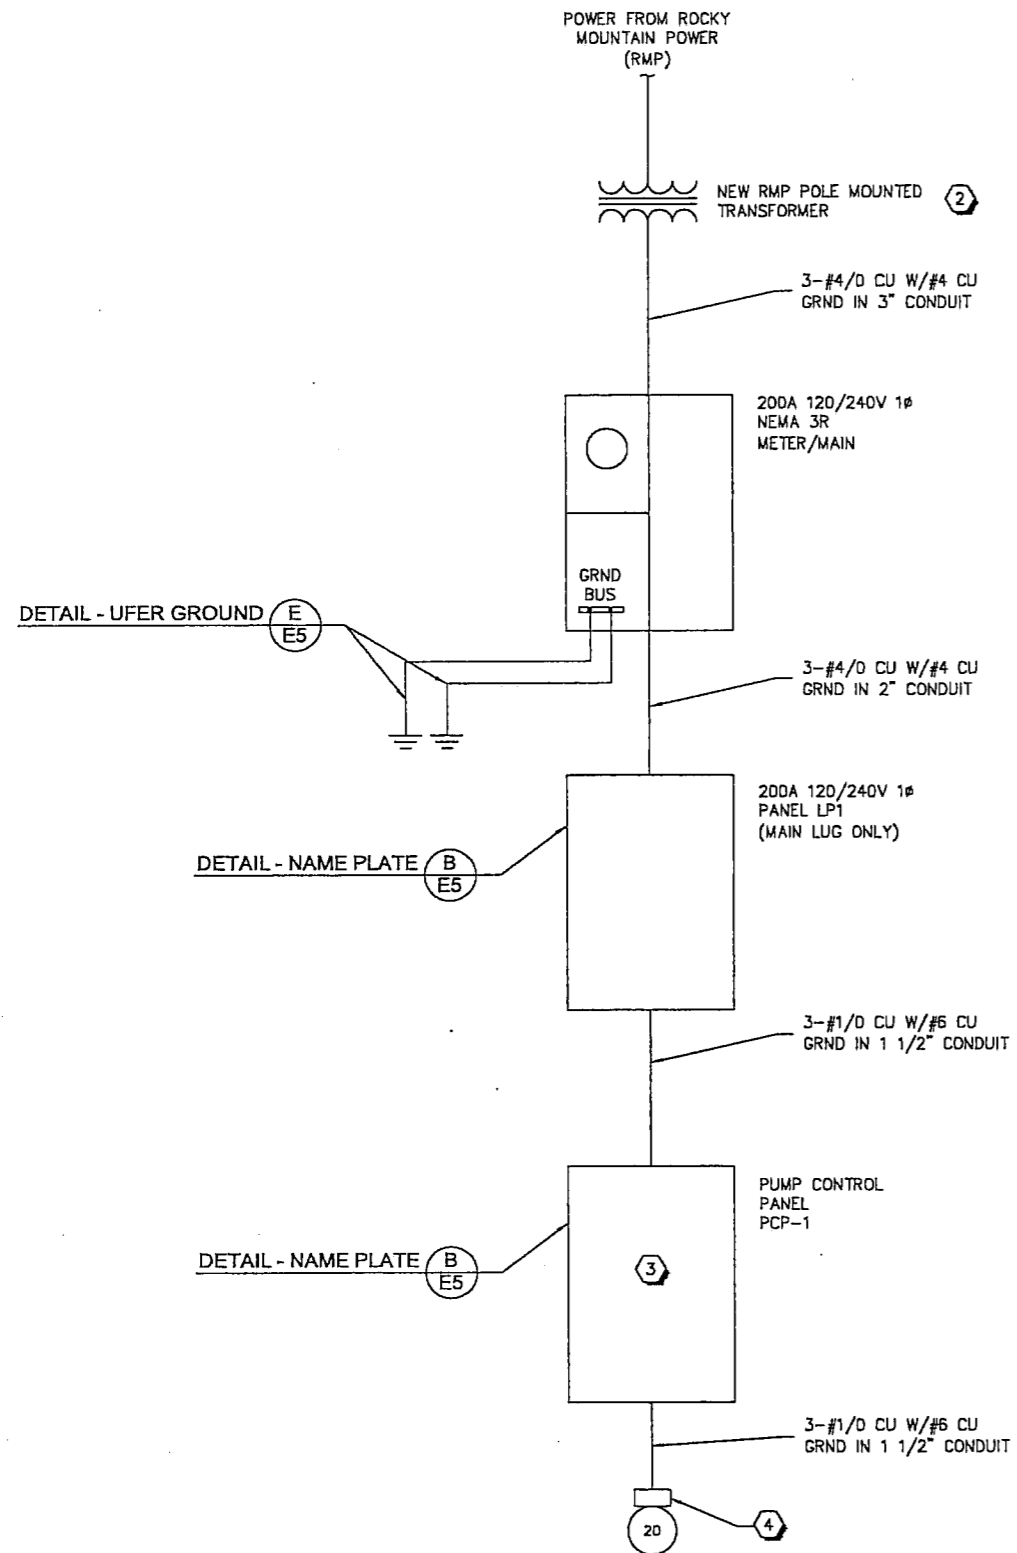 POWER FROM ROCKY
MOUNTAIN POWER
(RMP)
NEW RMP POLE MOUNTED
TRANSFORMER
2
3-#4/0 CU W/#4 CU
GRND IN 3" CONDUIT
200A 120/240V 1ø
NEMA 3R
METER/MAIN
GRND
BUS
DETAIL - UFER GROUND
E
E5
3-#4/0 CU W/#4 CU
GRND IN 2" CONDUIT
200A 120/240V 1ø
PANEL LP1
(MAIN LUG ONLY)
DETAIL - NAME PLATE
B
E5
3-#1/0 CU W/#6 CU
GRND IN 1 1/2" CONDUIT
PUMP CONTROL
PANEL
PCP-1
DETAIL - NAME PLATE
B
E5
3
3-#1/0 CU W/#6 CU
GRND IN 1 1/2" CONDUIT
20
4